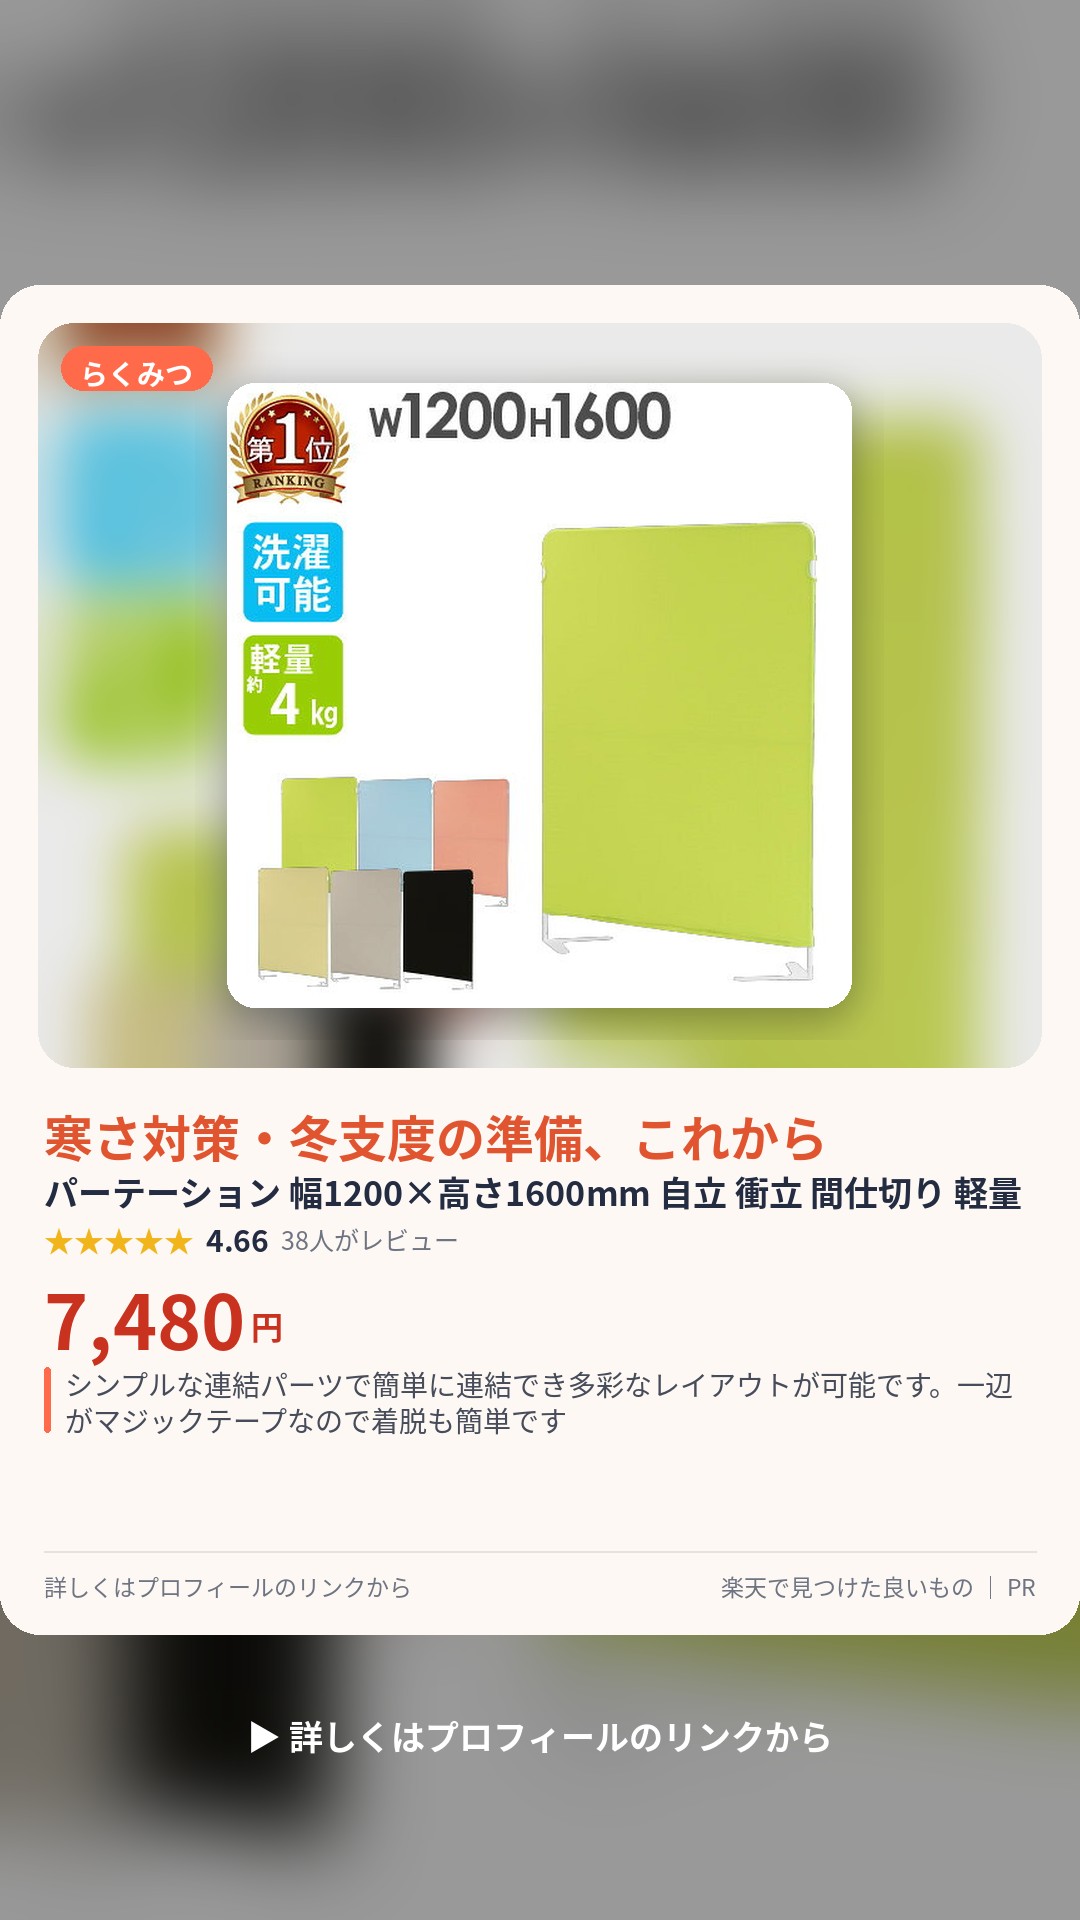 らくみつ
第1位
RANKING
W1200H1600
洗濯
可能
軽量
約4kg
寒さ対策・冬支度の準備、これから
パーテーション 幅1200×高さ1600mm 自立 衝立 間仕切り 軽量
★★★★★ 4.66 38人がレビュー
7,480円
シンプルな連結パーツで簡単に連結でき多彩なレイアウトが可能です。一辺
がマジックテープなので着脱も簡単です
詳しくはプロフィールのリンクから
楽天で見つけた良いもの｜PR
▶ 詳しくはプロフィールのリンクから